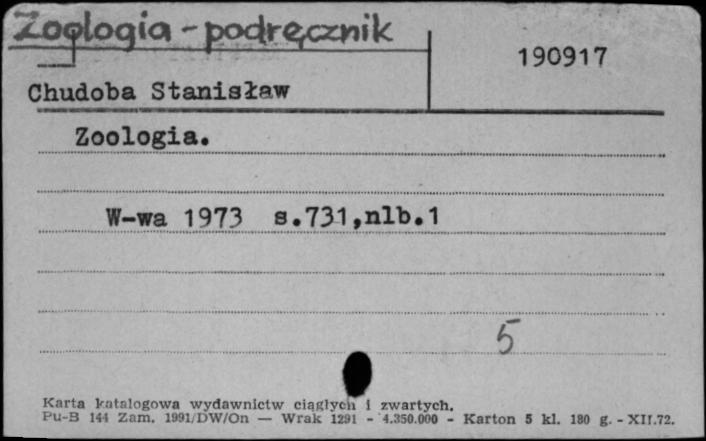 Zoologia - podręcznik
190917
Chudoba Stanisław
Zoologia.
W-wa 1973 s.731,nlb.1
5
Karta katalogowa wydawnictw ciągłych i zwartych.
Pu-B 144 Zam. 1991/DW/On — Wrak 1291 - 4.350.000 - Karton 5 kl. 180 g. - XII.72.